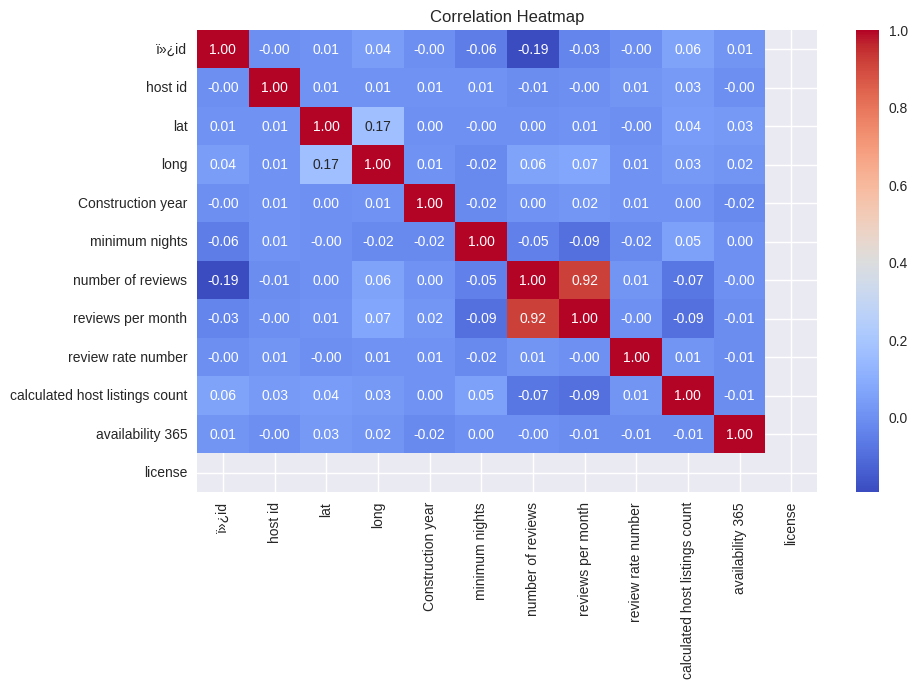 Correlation Heatmap
ï»¿id 1.00 -0.00 0.01 0.04 -0.00 -0.06 -0.19 -0.03 -0.00 0.06 0.01
host id -0.00 1.00 0.01 0.01 0.01 0.01 -0.01 -0.00 0.01 0.03 -0.00
lat 0.01 0.01 1.00 0.17 0.00 -0.00 0.00 0.01 -0.00 0.04 0.03
long 0.04 0.01 0.17 1.00 0.01 -0.02 0.06 0.07 0.01 0.03 0.02
Construction year -0.00 0.01 0.00 0.01 1.00 -0.02 0.00 0.02 0.01 0.00 -0.02
minimum nights -0.06 0.01 -0.00 -0.02 -0.02 1.00 -0.05 -0.09 -0.02 0.05 0.00
number of reviews -0.19 -0.01 0.00 0.06 0.00 -0.05 1.00 0.92 0.01 -0.07 -0.00
reviews per month -0.03 -0.00 0.01 0.07 0.02 -0.09 0.92 1.00 -0.00 -0.09 -0.01
review rate number -0.00 0.01 -0.00 0.01 0.01 -0.02 0.01 -0.00 1.00 0.01 -0.01
calculated host listings count 0.06 0.03 0.04 0.03 0.00 0.05 -0.07 -0.09 0.01 1.00 -0.01
availability 365 0.01 -0.00 0.03 0.02 -0.02 0.00 -0.00 -0.01 -0.01 -0.01 1.00
license
ï»¿id
host id
lat
long
Construction year
minimum nights
number of reviews
reviews per month
review rate number
calculated host listings count
availability 365
license
1.0
0.8
0.6
0.4
0.2
0.0